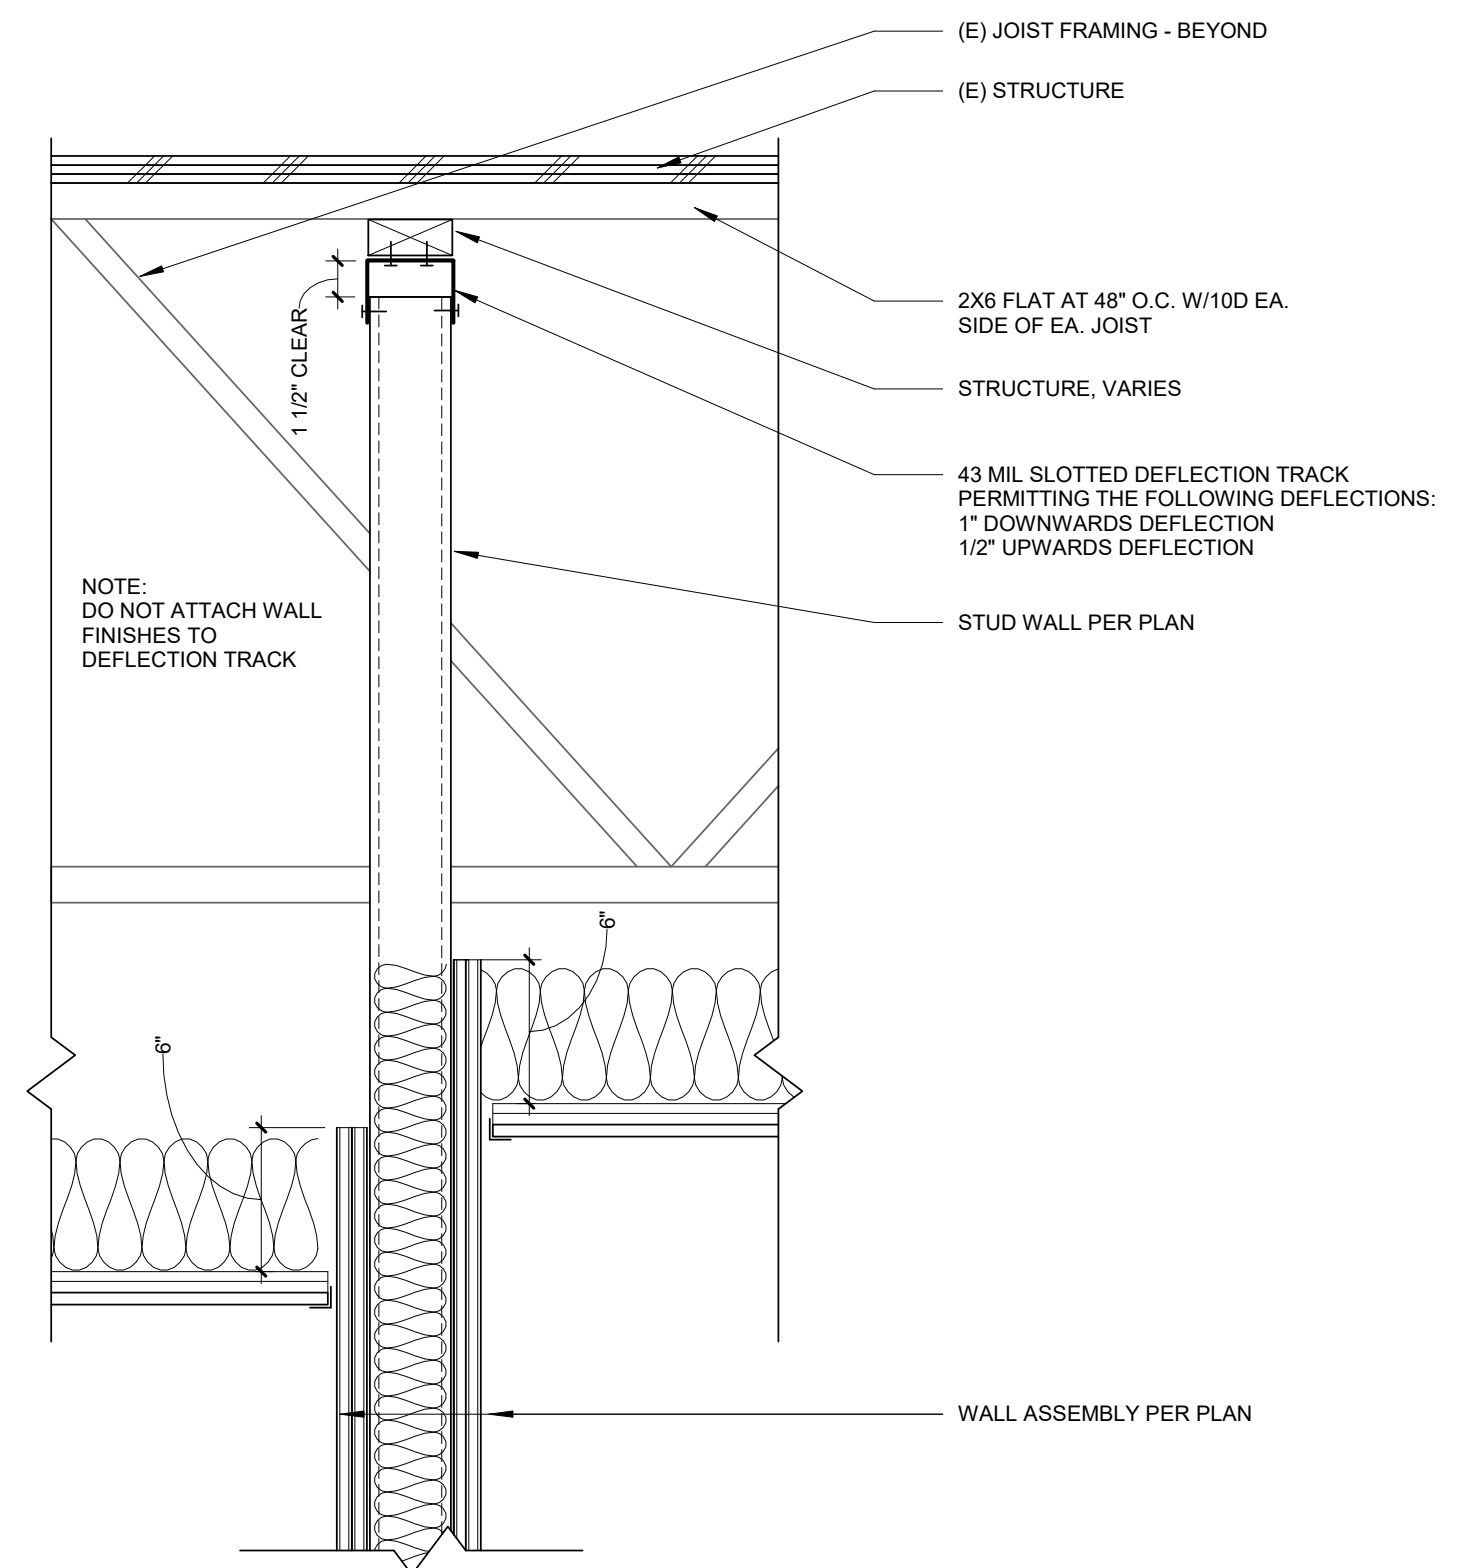 (E) JOIST FRAMING - BEYOND
(E) STRUCTURE
2X6 FLAT AT 48" O.C. W/10D EA.
SIDE OF EA. JOIST
1 1/2" CLEAR
STRUCTURE, VARIES
43 MIL SLOTTED DEFLECTION TRACK
PERMITTING THE FOLLOWING DEFLECTIONS:
1" DOWNWARDS DEFLECTION
1/2" UPWARDS DEFLECTION
NOTE:
DO NOT ATTACH WALL
FINISHES TO
DEFLECTION TRACK
STUD WALL PER PLAN
6"
6"
WALL ASSEMBLY PER PLAN